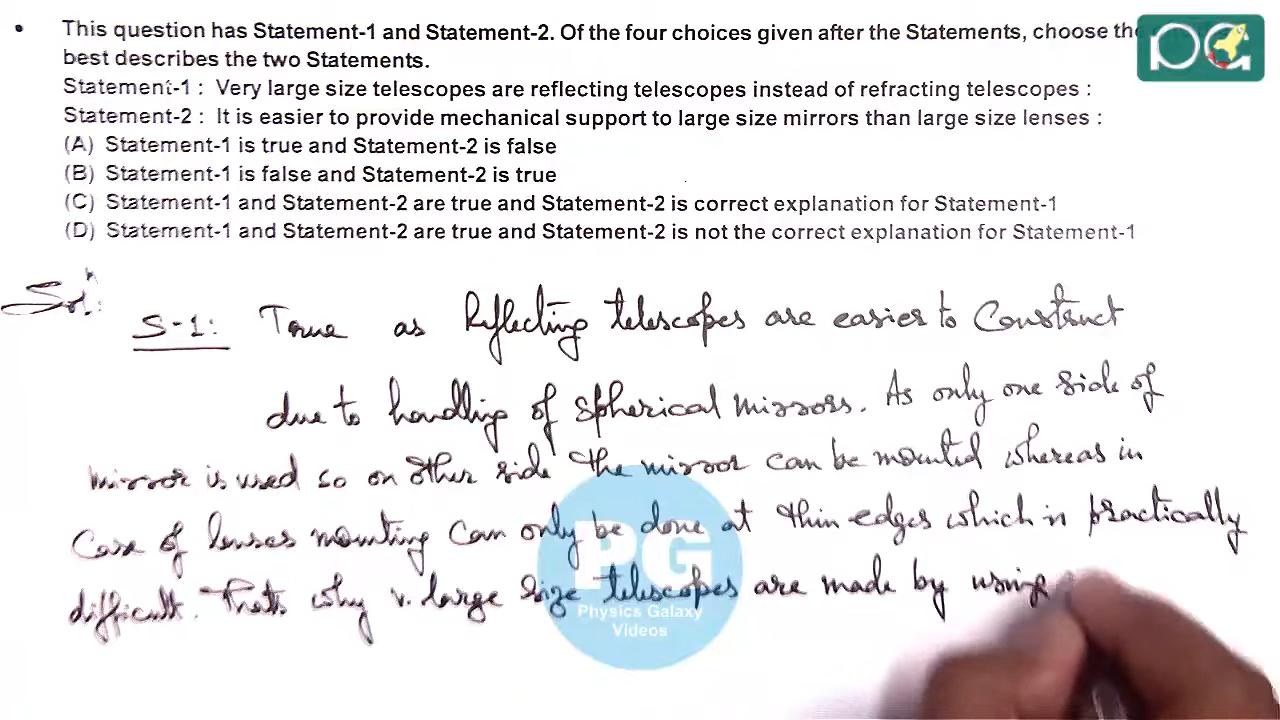 • This question has Statement-1 and Statement-2. Of the four choices given after the Statements, choose the
best describes the two Statements.
Statement-1 : Very large size telescopes are reflecting telescopes instead of refracting telescopes :
Statement-2 : It is easier to provide mechanical support to large size mirrors than large size lenses :
(A) Statement-1 is true and Statement-2 is false
(B) Statement-1 is false and Statement-2 is true
(C) Statement-1 and Statement-2 are true and Statement-2 is correct explanation for Statement-1
(D) Statement-1 and Statement-2 are true and Statement-2 is not the correct explanation for Statement-1
Solⁿ: S-1: True as Reflecting telescopes are easier to Construct
due to handling of spherical mirrors. As only one side of
mirror is used so on other side the mirror can be mounted whereas in
Case of lenses mounting Can only be done at thin edges which is practically
difficult. Thats why v. large size telescopes are made by using
PG
Physics Galaxy
Videos